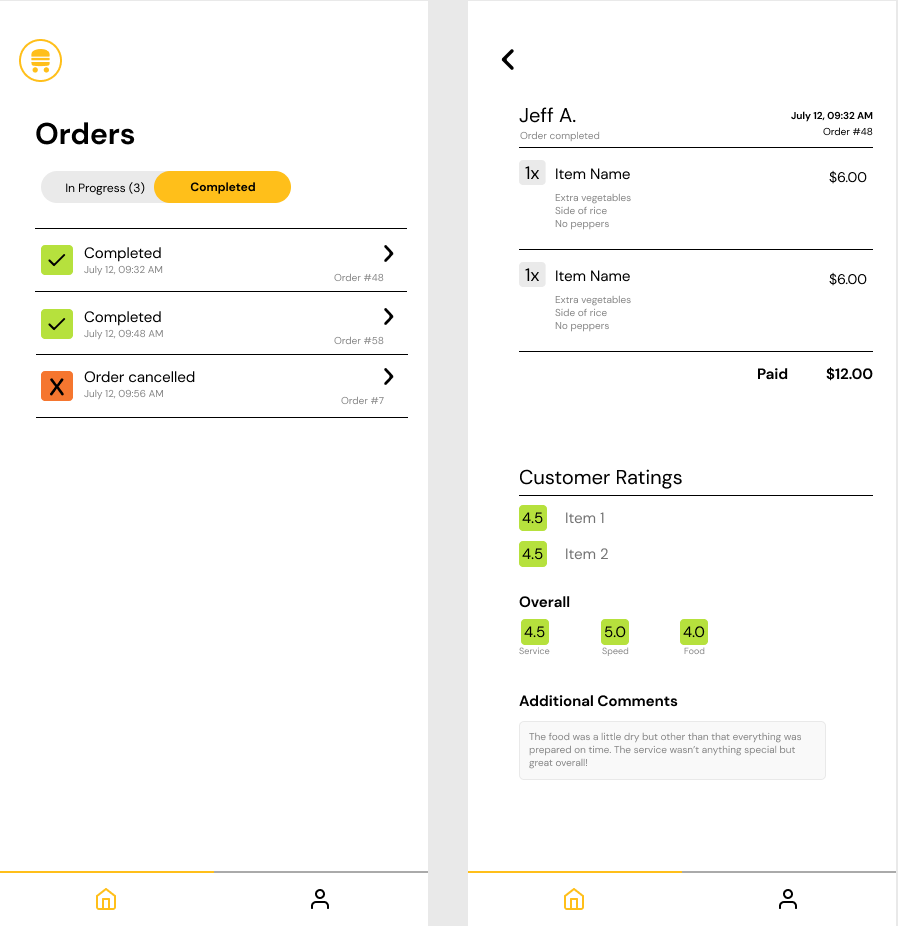 Orders
In Progress (3) Completed
Completed
July 12, 09:32 AM
Order #48
Completed
July 12, 09:48 AM
Order #58
X Order cancelled
July 12, 09:56 AM
Order #7
Jeff A.
July 12, 09:32 AM
Order completed
Order #48
1x Item Name $6.00
Extra vegetables
Side of rice
No peppers
1x Item Name $6.00
Extra vegetables
Side of rice
No peppers
Paid $12.00
Customer Ratings
4.5 Item 1
4.5 Item 2
Overall
4.5 5.0 4.0
Service Speed Food
Additional Comments
The food was a little dry but other than that everything was
prepared on time. The service wasn't anything special but
great overall!